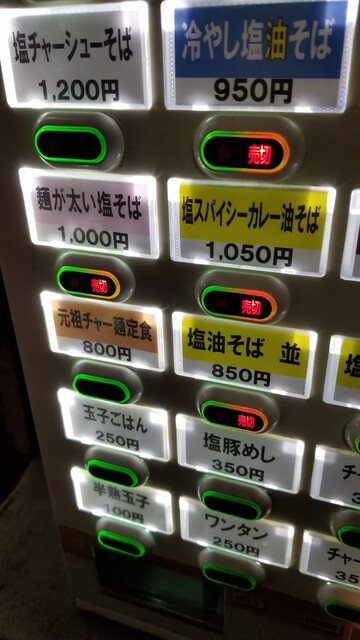 塩チャーシューそば
1,200円
冷やし塩油そば
950円
売切
麺が太い塩そば
1,000円
塩スパイシーカレー油そば
1,050円
売切
売切
元祖チャー麺定食
800円
塩油そば 並
850円
売切
玉子ごはん
250円
塩豚めし
350円
半熟玉子
100円
ワンタン
250円